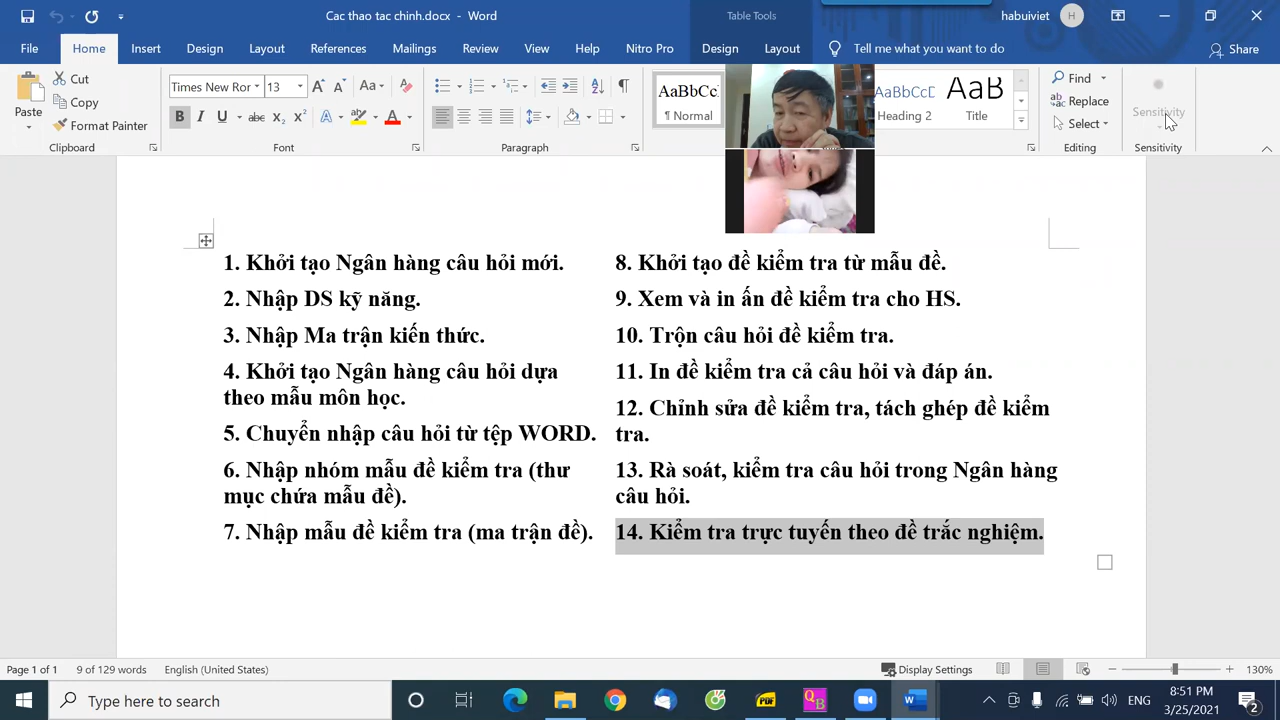 Cac thao tac chinh.docx - Word
Table Tools
habuiviet
H
File
Home
Insert
Design
Layout
References
Mailings
Review
View
Help
Nitro Pro
Design
Layout
Tell me what you want to do
Share
Paste
Cut
Copy
Format Painter
Clipboard
Times New Ror
13
Font
Paragraph
AaBbCc
¶ Normal
AaBbCcD
Heading 2
AaB
Title
Find
Replace
Select
Editing
Sensitivity
Sensitivity
1. Khởi tạo Ngân hàng câu hỏi mới.
2. Nhập DS kỹ năng.
3. Nhập Ma trận kiến thức.
4. Khởi tạo Ngân hàng câu hỏi dựa
theo mẫu môn học.
5. Chuyển nhập câu hỏi từ tệp WORD.
6. Nhập nhóm mẫu đề kiểm tra (thư
mục chứa mẫu đề).
7. Nhập mẫu đề kiểm tra (ma trận đề).
8. Khởi tạo đề kiểm tra từ mẫu đề.
9. Xem và in ấn đề kiểm tra cho HS.
10. Trộn câu hỏi đề kiểm tra.
11. In đề kiểm tra cả câu hỏi và đáp án.
12. Chỉnh sửa đề kiểm tra, tách ghép đề kiểm
tra.
13. Rà soát, kiểm tra câu hỏi trong Ngân hàng
câu hỏi.
14. Kiểm tra trực tuyến theo đề trắc nghiệm.
Page 1 of 1
9 of 129 words
English (United States)
Display Settings
130%
Type here to search
ENG
8:51 PM
3/25/2021
2